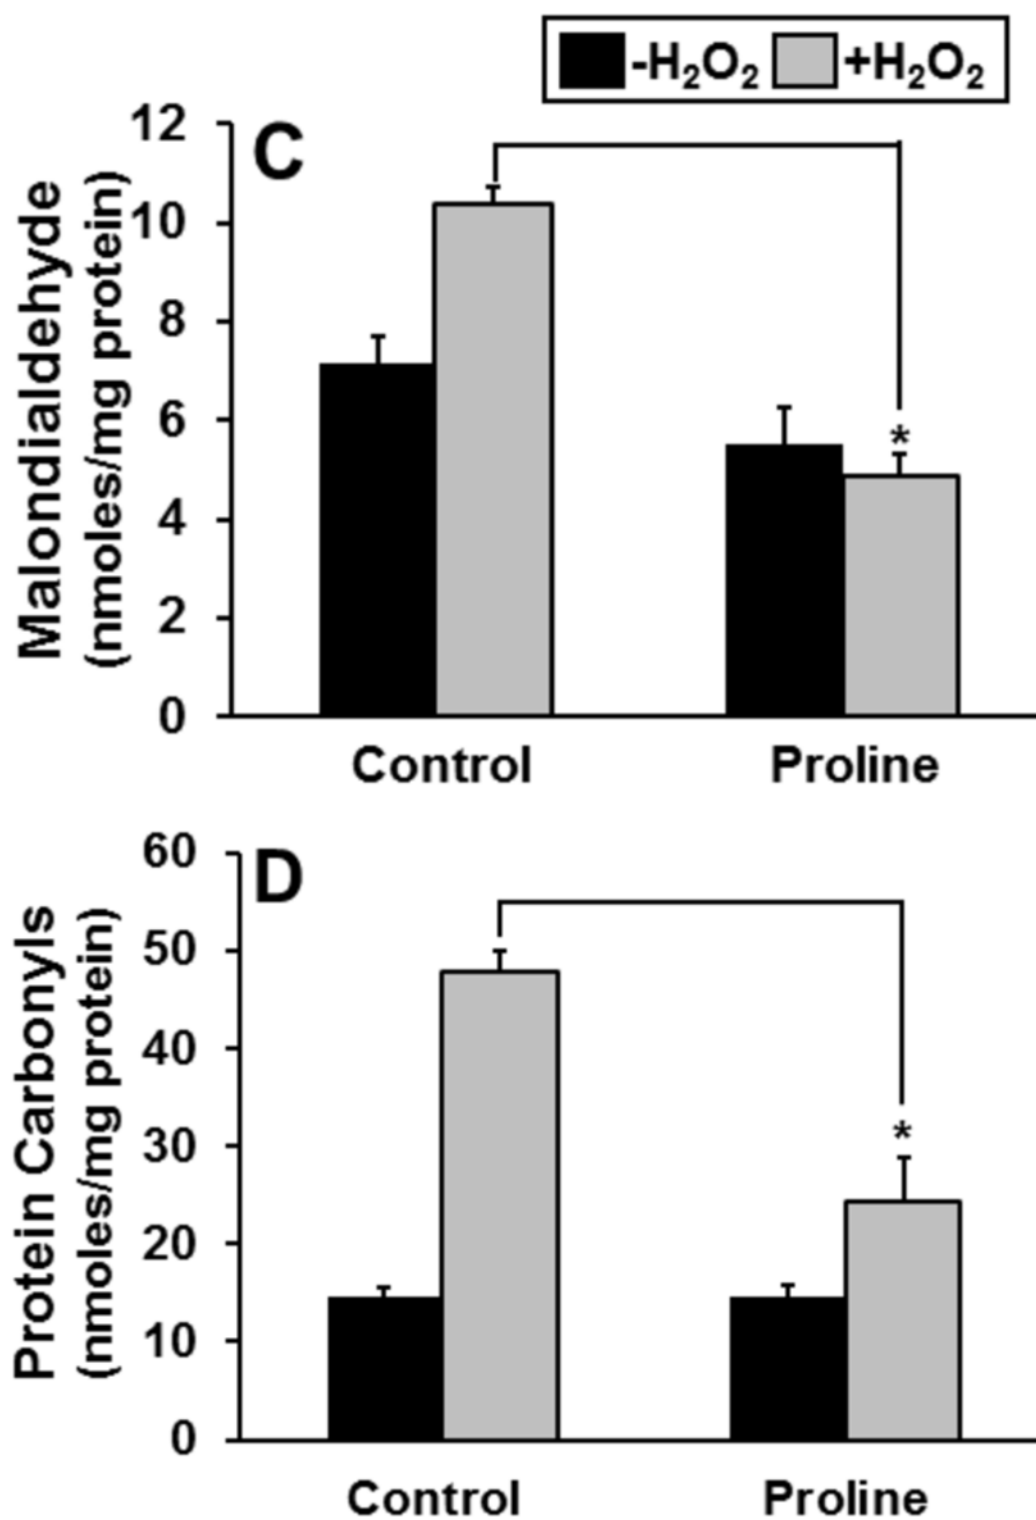 -H₂O₂ +H₂O₂
C
Malondialdehyde
(nmoles/mg protein)
12
10
8
6
4
2
0
*
Control Proline
D
Protein Carbonyls
(nmoles/mg protein)
60
50
40
30
20
10
0
*
Control Proline